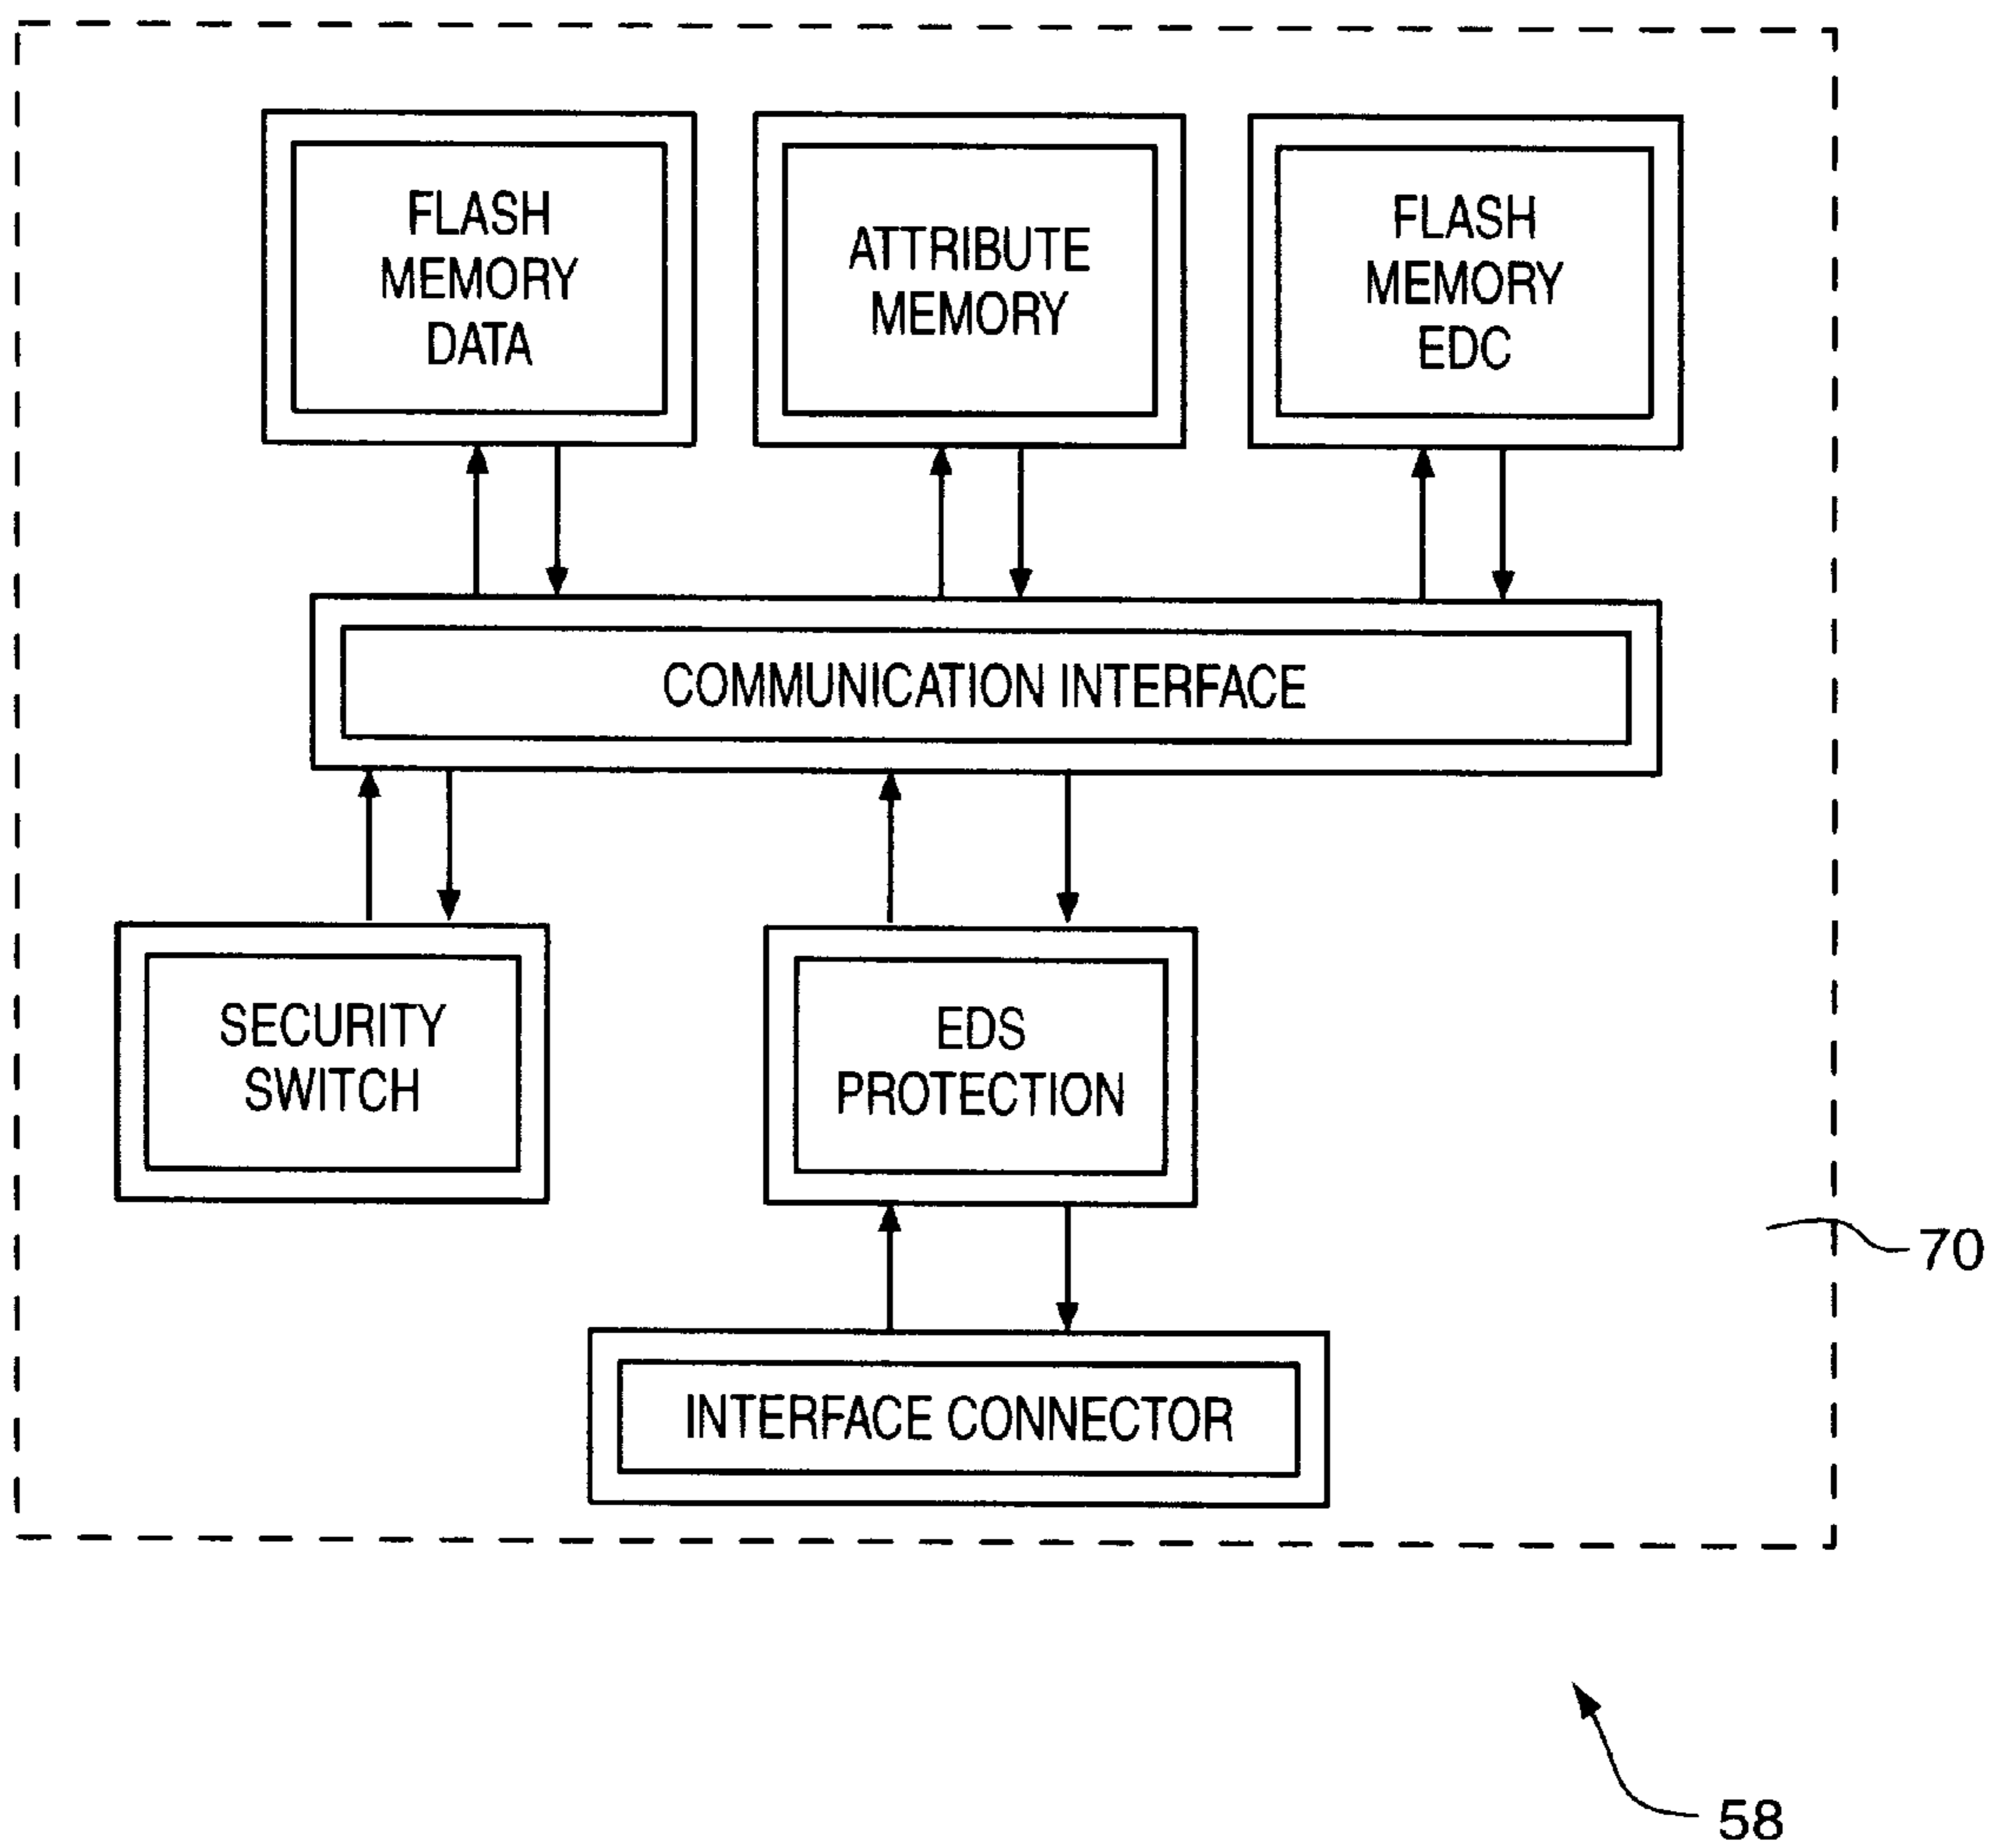 FLASH
MEMORY
DATA
ATTRIBUTE
MEMORY
FLASH
MEMORY
EDC
COMMUNICATION INTERFACE
SECURITY
SWITCH
EDS
PROTECTION
70
INTERFACE CONNECTOR
58